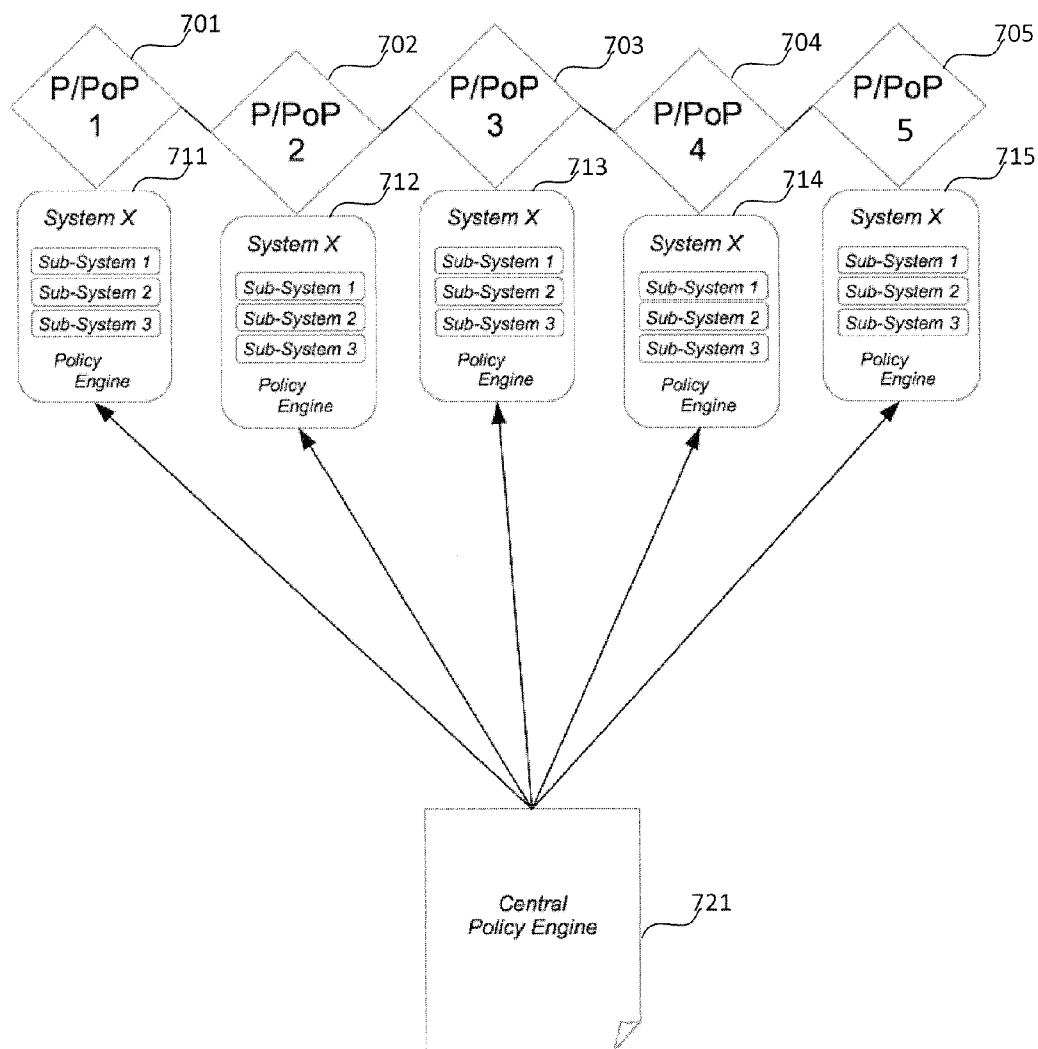 701
702
703
704
705
P/PoP
1
P/PoP
2
P/PoP
3
P/PoP
4
P/PoP
5
711
712
713
714
715
System X
Sub-System 1
Sub-System 2
Sub-System 3
Policy
Engine
System X
Sub-System 1
Sub-System 2
Sub-System 3
Policy
Engine
System X
Sub-System 1
Sub-System 2
Sub-System 3
Policy
Engine
System X
Sub-System 1
Sub-System 2
Sub-System 3
Policy
Engine
System X
Sub-System 1
Sub-System 2
Sub-System 3
Policy
Engine
Central
Policy Engine
721